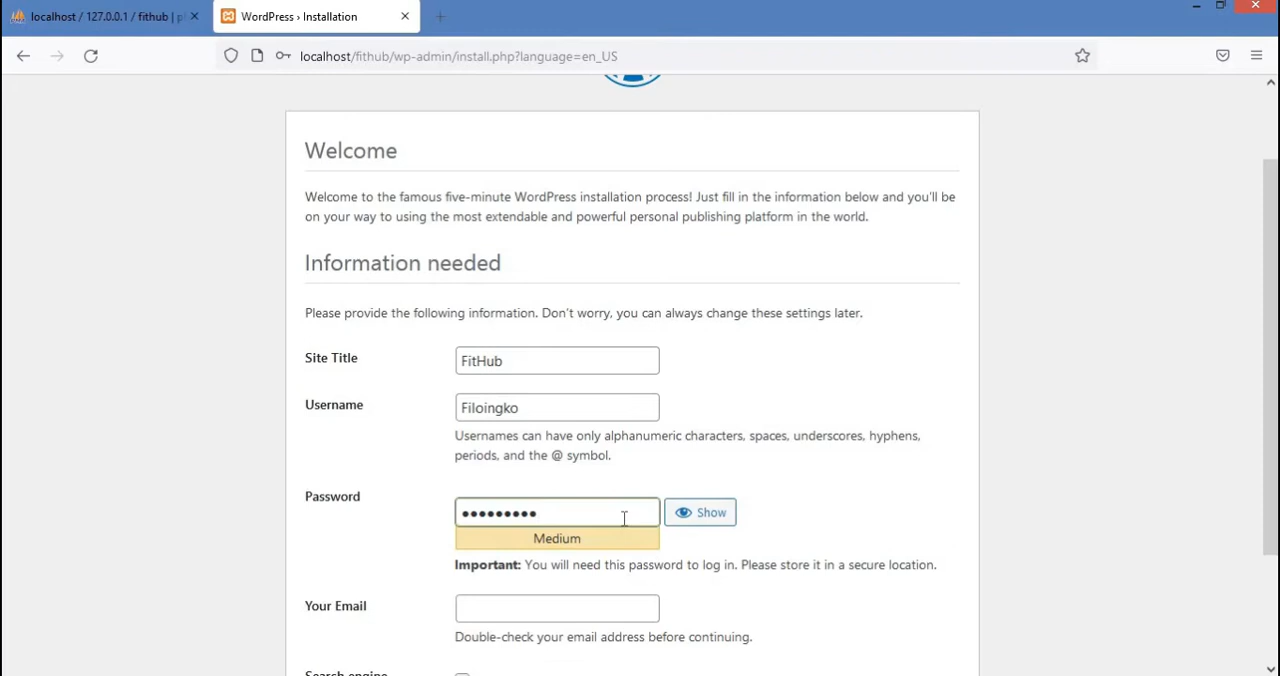 localhost / 127.0.0.1 / fithub | p
WordPress › Installation
localhost/fithub/wp-admin/install.php?language=en_US
Welcome
Welcome to the famous five-minute WordPress installation process! Just fill in the information below and you'll be
on your way to using the most extendable and powerful personal publishing platform in the world.
Information needed
Please provide the following information. Don't worry, you can always change these settings later.
Site Title
FitHub
Username
Filoingko
Usernames can have only alphanumeric characters, spaces, underscores, hyphens,
periods, and the @ symbol.
Password
•••••••••
Show
Medium
Important: You will need this password to log in. Please store it in a secure location.
Your Email
Double-check your email address before continuing.
Search engine